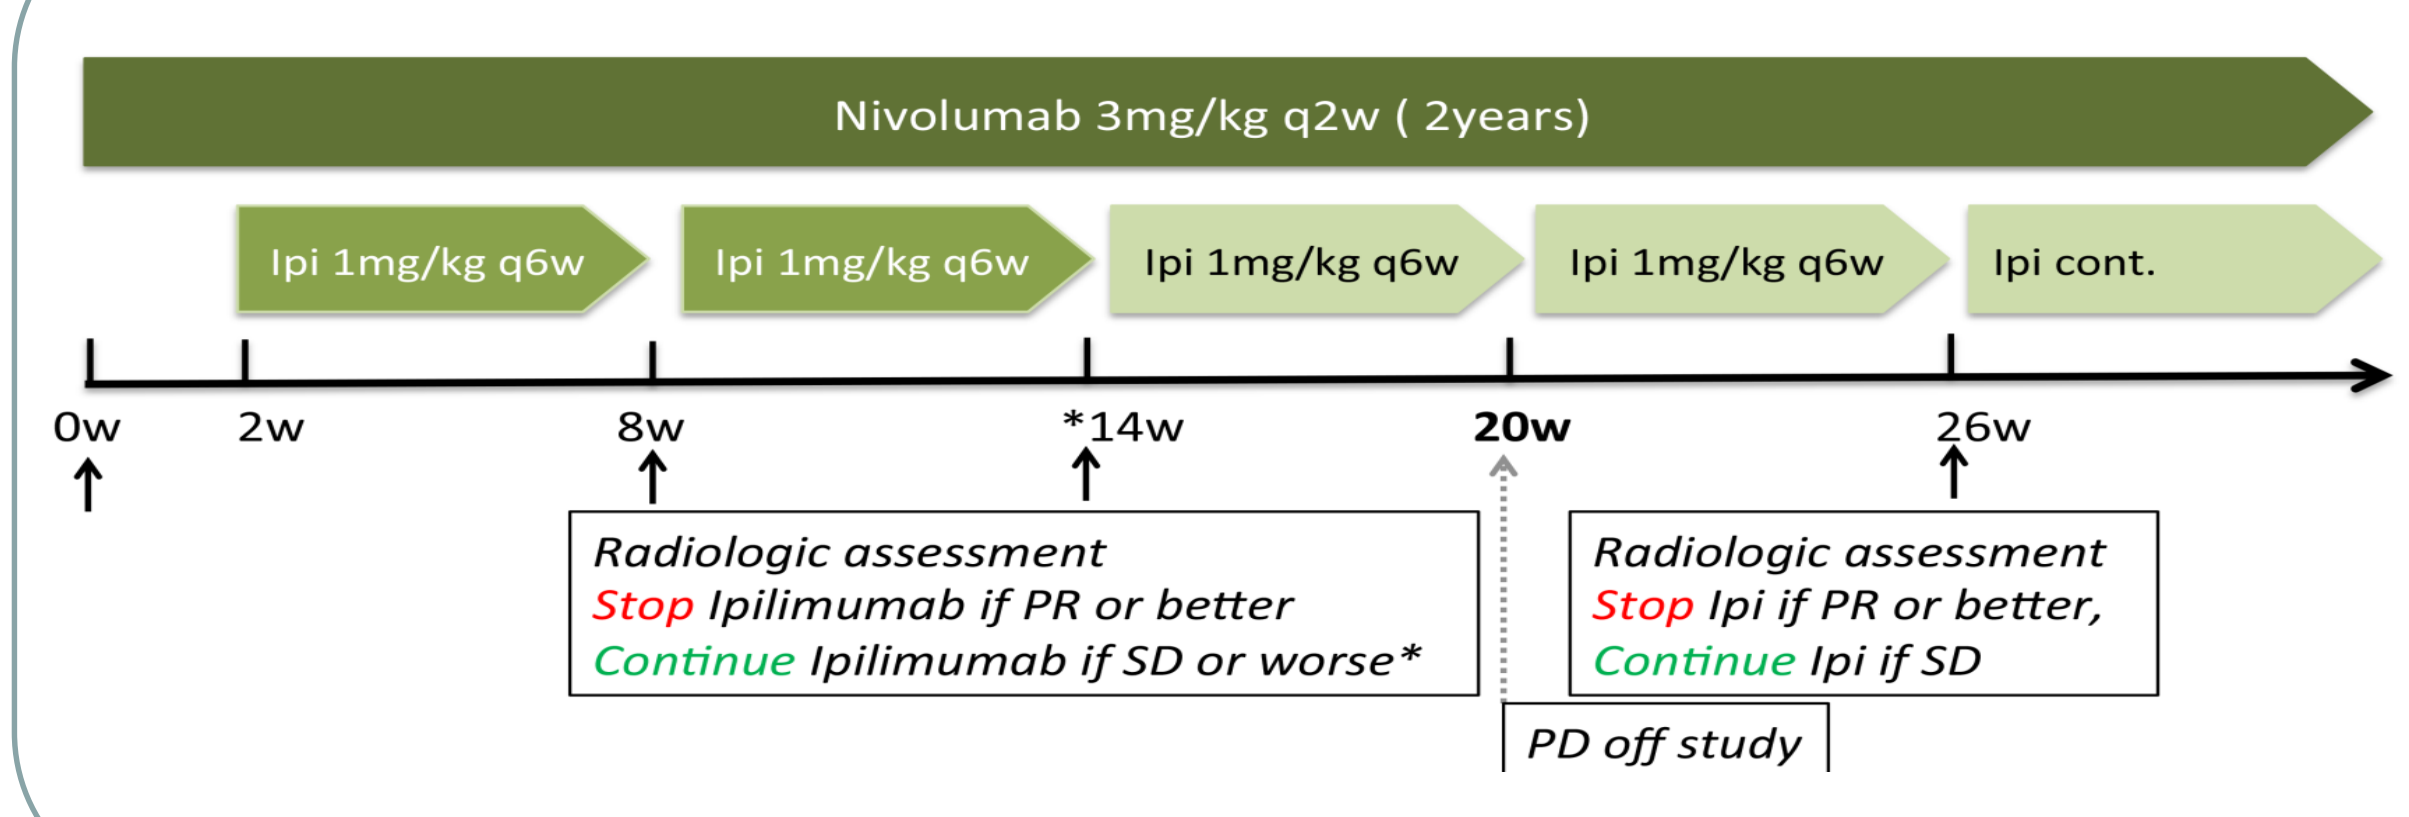 Nivolumab 3mg/kg q2w ( 2years)
Ipi 1mg/kg q6w
Ipi 1mg/kg q6w
Ipi 1mg/kg q6w
Ipi 1mg/kg q6w
Ipi cont.
0w
2w
8w
*14w
20w
26w
Radiologic assessment
Stop Ipilimumab if PR or better
Continue Ipilimumab if SD or worse*
Radiologic assessment
Stop Ipi if PR or better,
Continue Ipi if SD
PD off study